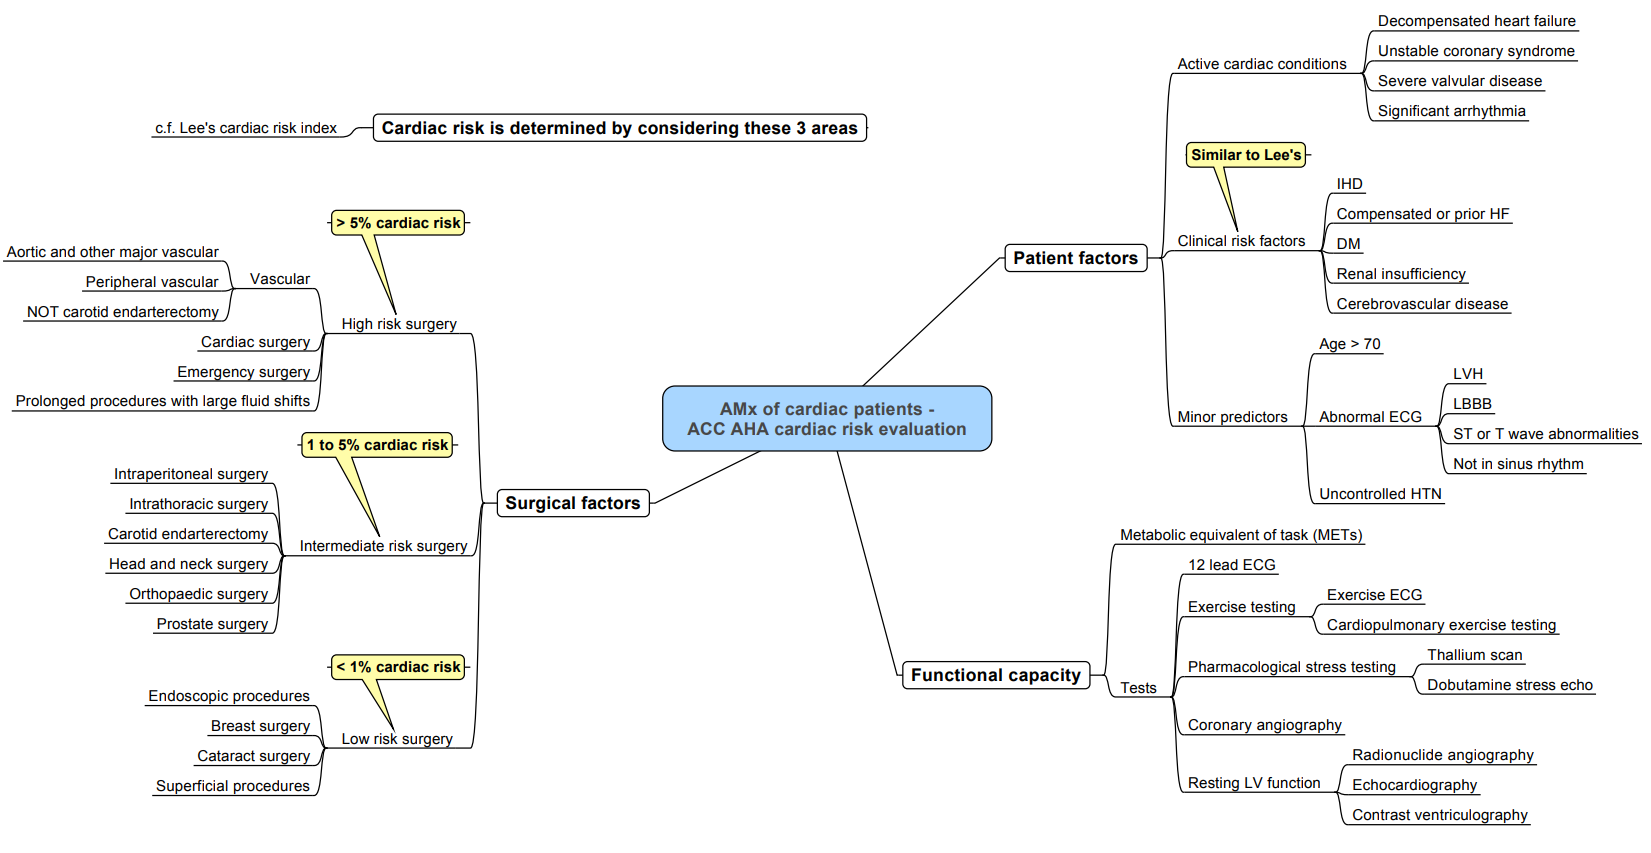 c.f. Lee's cardiac risk index
Cardiac risk is determined by considering these 3 areas
AMx of cardiac patients -
ACC AHA cardiac risk evaluation
Patient factors
Active cardiac conditions
Decompensated heart failure
Unstable coronary syndrome
Severe valvular disease
Significant arrhythmia
Similar to Lee's
Clinical risk factors
IHD
Compensated or prior HF
DM
Renal insufficiency
Cerebrovascular disease
Minor predictors
Age > 70
Abnormal ECG
LVH
LBBB
ST or T wave abnormalities
Not in sinus rhythm
Uncontrolled HTN
Functional capacity
Metabolic equivalent of task (METs)
Tests
12 lead ECG
Exercise testing
Exercise ECG
Cardiopulmonary exercise testing
Pharmacological stress testing
Thallium scan
Dobutamine stress echo
Coronary angiography
Resting LV function
Radionuclide angiography
Echocardiography
Contrast ventriculography
Surgical factors
> 5% cardiac risk
High risk surgery
Vascular
Aortic and other major vascular
Peripheral vascular
NOT carotid endarterectomy
Cardiac surgery
Emergency surgery
Prolonged procedures with large fluid shifts
1 to 5% cardiac risk
Intermediate risk surgery
Intraperitoneal surgery
Intrathoracic surgery
Carotid endarterectomy
Head and neck surgery
Orthopaedic surgery
Prostate surgery
< 1% cardiac risk
Low risk surgery
Endoscopic procedures
Breast surgery
Cataract surgery
Superficial procedures